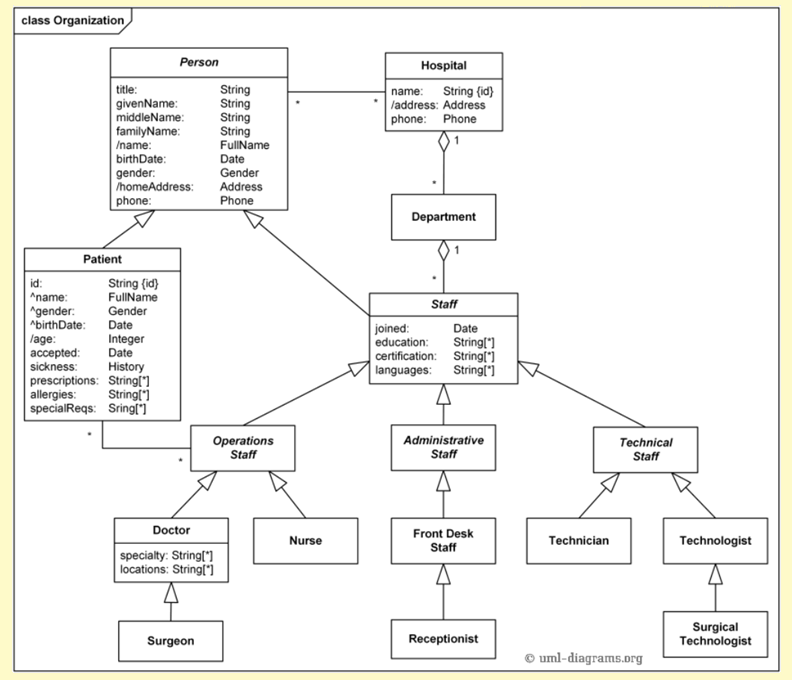 class Organization
Person
title: String
givenName: String
middleName: String
familyName: String
/name: FullName
birthDate: Date
gender: Gender
/homeAddress: Address
phone: Phone
* *
Hospital
name: String {id}
/address: Address
phone: Phone
1
*
Department
1
*
Patient
id: String {id}
^name: FullName
^gender: Gender
^birthDate: Date
/age: Integer
accepted: Date
sickness: History
prescriptions: String[*]
allergies: String[*]
specialReqs: Sring[*]
*
*
Staff
joined: Date
education: String[*]
certification: String[*]
languages: String[*]
Operations
Staff
Administrative
Staff
Technical
Staff
Doctor
specialty: String[*]
locations: String[*]
Nurse
Front Desk
Staff
Technician
Technologist
Surgeon
Receptionist
Surgical
Technologist
© uml-diagrams.org